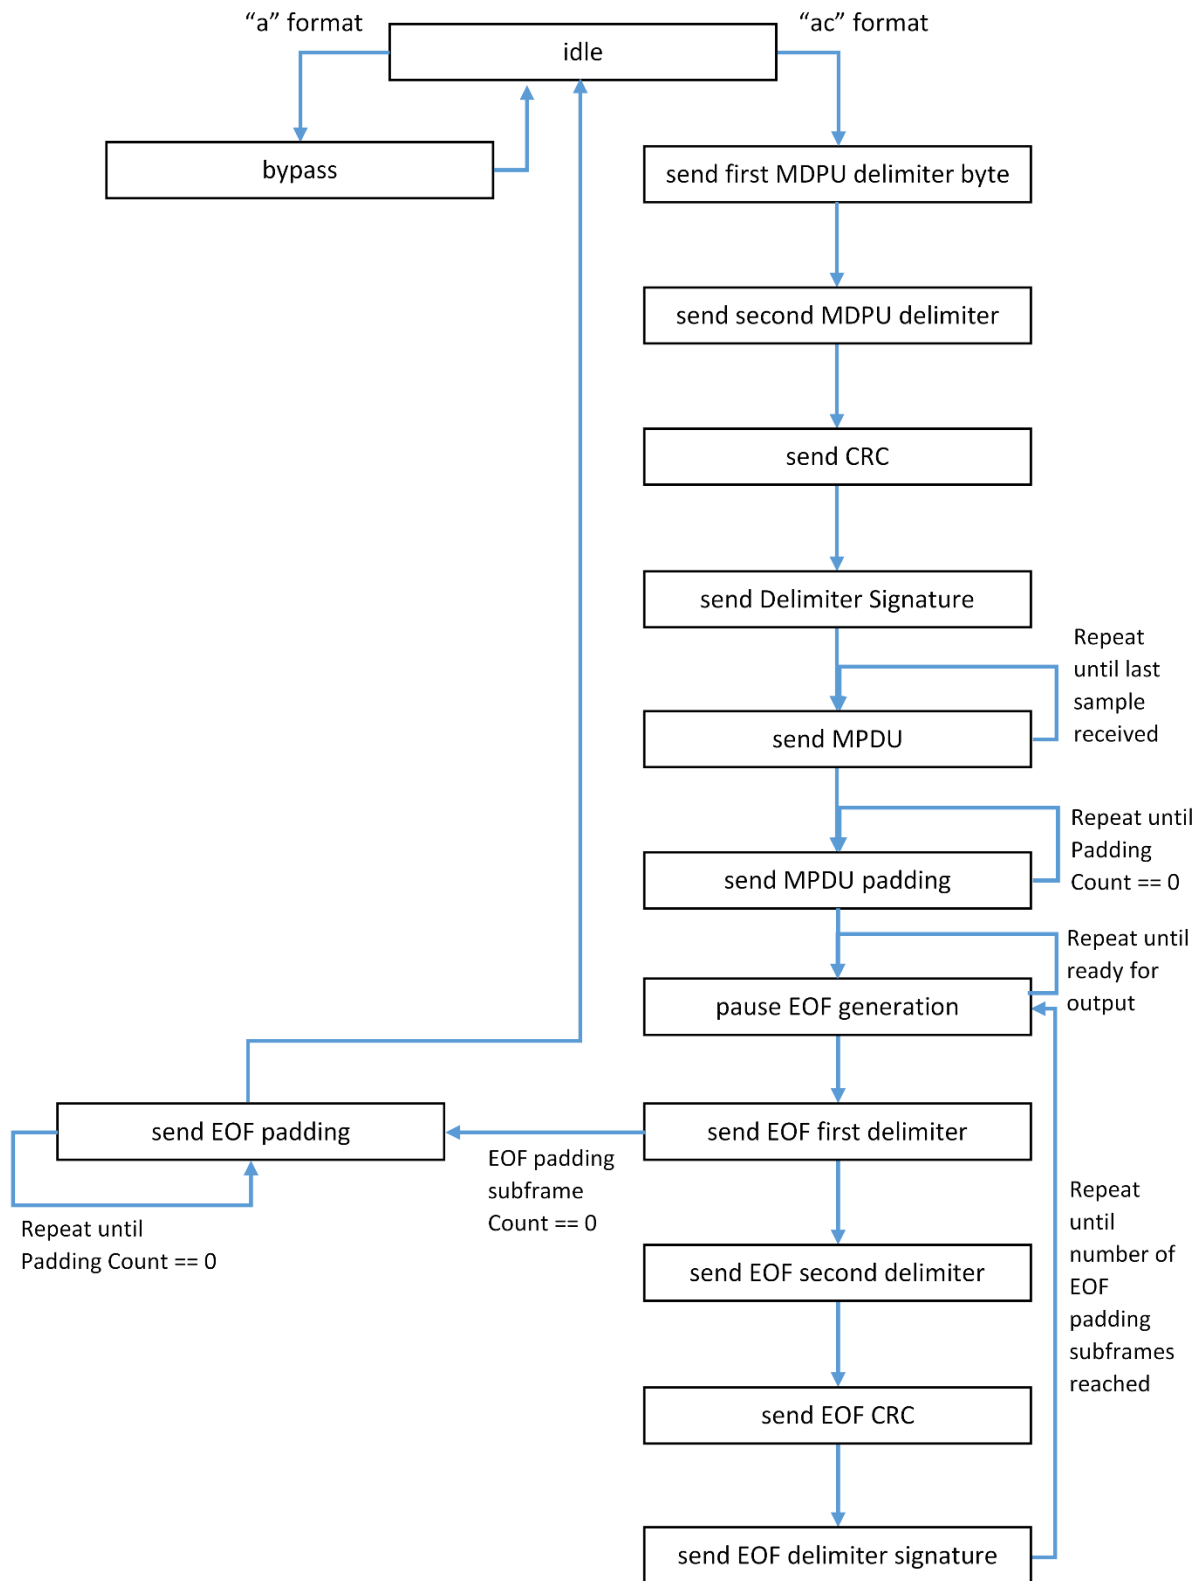 “a” format
“ac” format
idle
bypass
send first MDPU delimiter byte
send second MDPU delimiter
send CRC
send Delimiter Signature
Repeat
until last
sample
received
send MPDU
Repeat until
Padding
Count == 0
send MPDU padding
Repeat until
ready for
output
pause EOF generation
send EOF padding
send EOF first delimiter
EOF padding
subframe
Count == 0
Repeat until
Padding Count == 0
Repeat
until
number of
EOF
padding
subframes
reached
send EOF second delimiter
send EOF CRC
send EOF delimiter signature